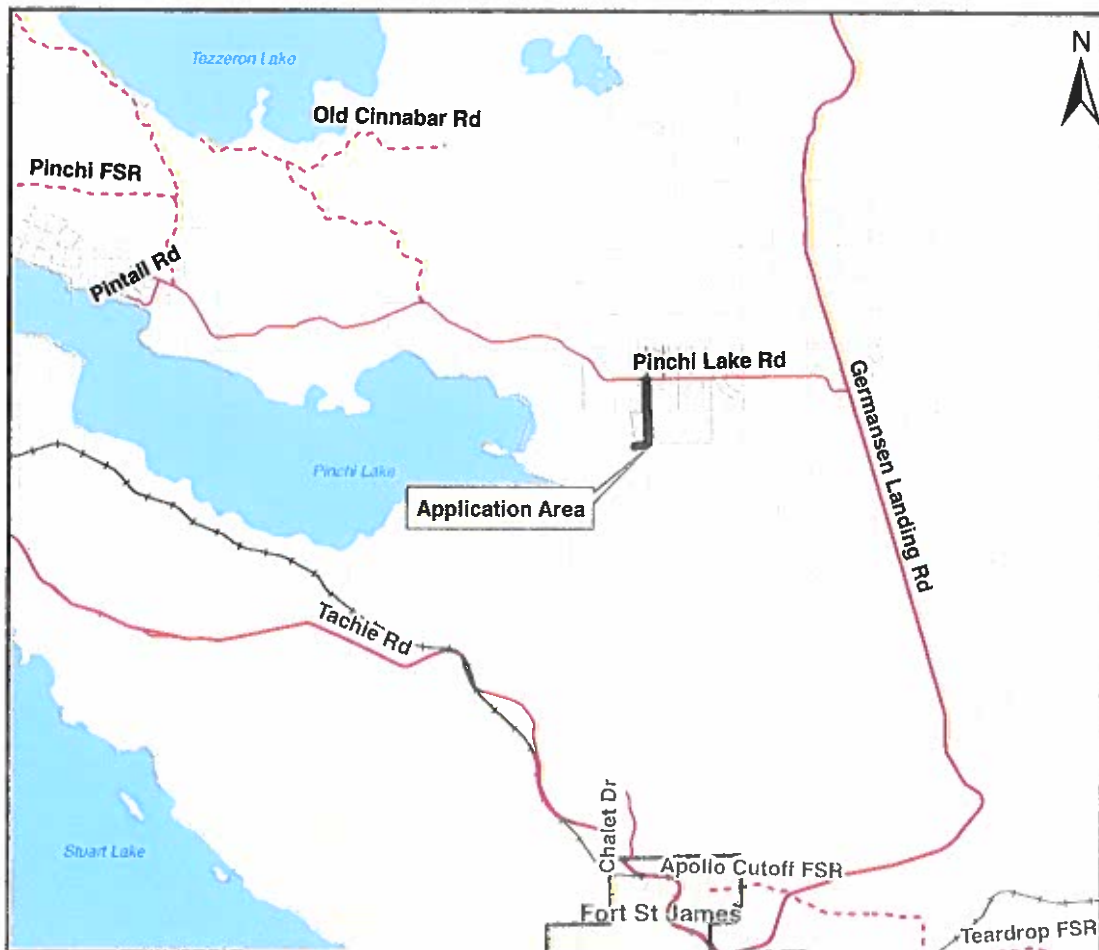 Tezzeron Lake
N
Old Cinnabar Rd
Pinchi FSR
Pintail Rd
Pinchi Lake Rd
Germansen Landing Rd
Pinchi Lake
Application Area
Tachie Rd
Chalet Dr
Stuart Lake
Apollo Cutoff FSR
Fort St James
Teardrop FSR